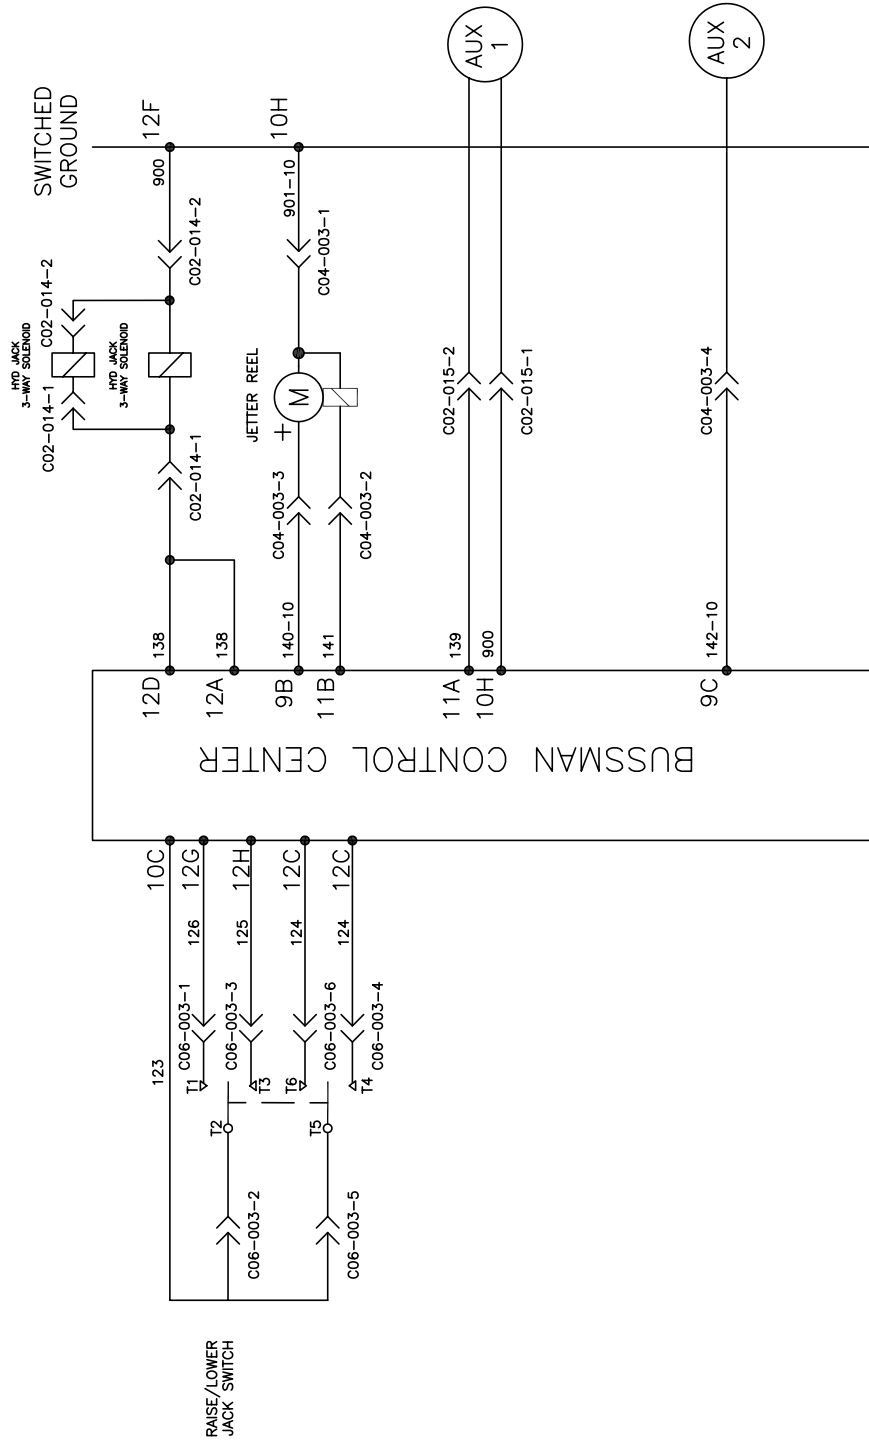 RAISE/LOWER
JACK SWITCH
123
C06-003-2
C06-003-5
T2
T5
T1
T3
T6
T4
C06-003-1
C06-003-3
C06-003-6
C06-003-4
126
125
124
124
10C
12G
12H
12C
12C
BUSSMAN CONTROL CENTER
12D
12A
9B
11B
11A
10H
9C
138
138
140-10
141
139
900
142-10
C02-014-1
C02-014-1
HYD JACK
3-WAY SOLENOID
HYD JACK
3-WAY SOLENOID
C02-014-2
C02-014-2
900
12F
SWITCHED
GROUND
C04-003-3
C04-003-2
JETTER REEL
+
M
C04-003-1
901-10
10H
C02-015-2
C02-015-1
AUX
1
C04-003-4
AUX
2